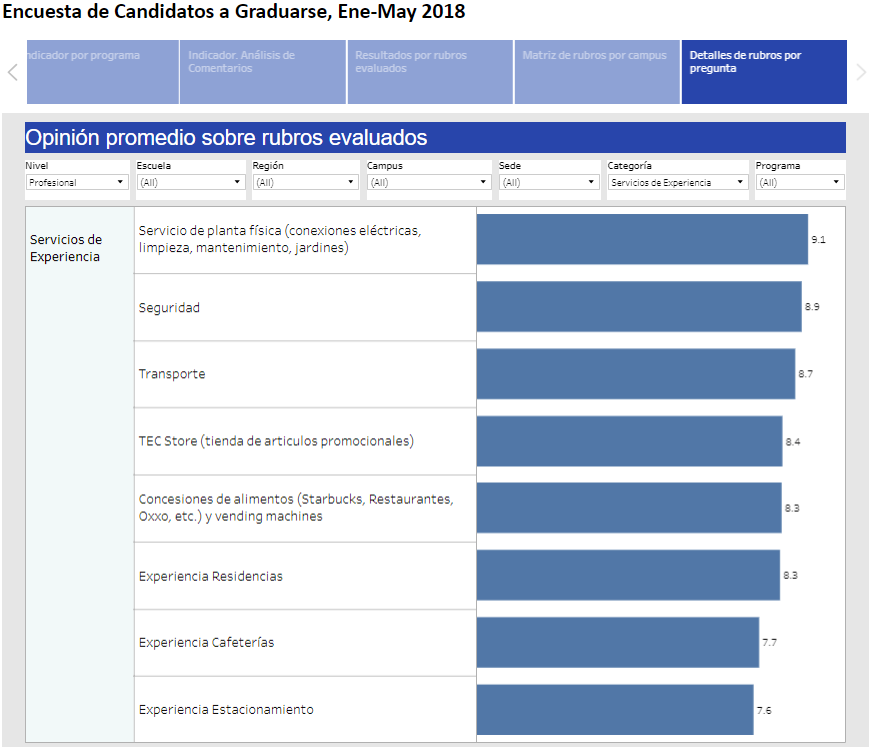 Encuesta de Candidatos a Graduarse, Ene-May 2018
ndicador por programa
Indicador. Análisis de
Comentarios
Resultados por rubros
evaluados
Matriz de rubros por campus
Detalles de rubros por
pregunta
Opinión promedio sobre rubros evaluados
Nivel
Escuela
Región
Campus
Sede
Categoría
Programa
Profesional
(All)
(All)
(All)
(All)
Servicios de Experiencia
(All)
Servicios de
Experiencia
Servicio de planta física (conexiones eléctricas,
limpieza, mantenimiento, jardines)
9.1
Seguridad
8.9
Transporte
8.7
TEC Store (tienda de articulos promocionales)
8.4
Concesiones de alimentos (Starbucks, Restaurantes,
Oxxo, etc.) y vending machines
8.3
Experiencia Residencias
8.3
Experiencia Cafeterías
7.7
Experiencia Estacionamiento
7.6